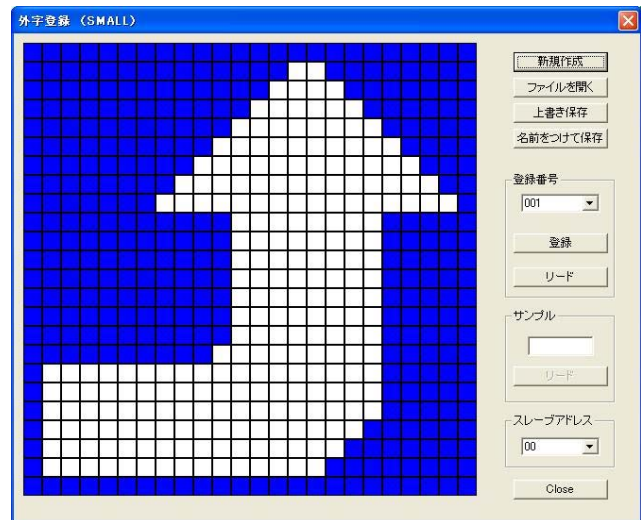 外字登録 （SMALL）
新規作成
ファイルを開く
上書き保存
名前をつけて保存
登録番号
001
登録
リード
サンプル
リード
スレーブアドレス
00
Close